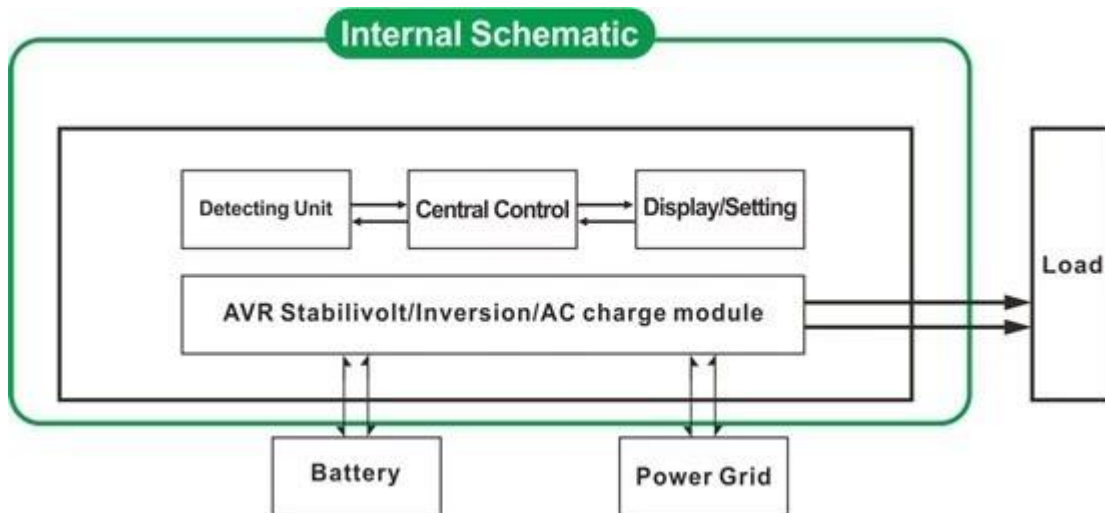 Internal Schematic
Detecting Unit
Central Control
Display/Setting
AVR Stabilivolt/Inversion/AC charge module
Load
Battery
Power Grid